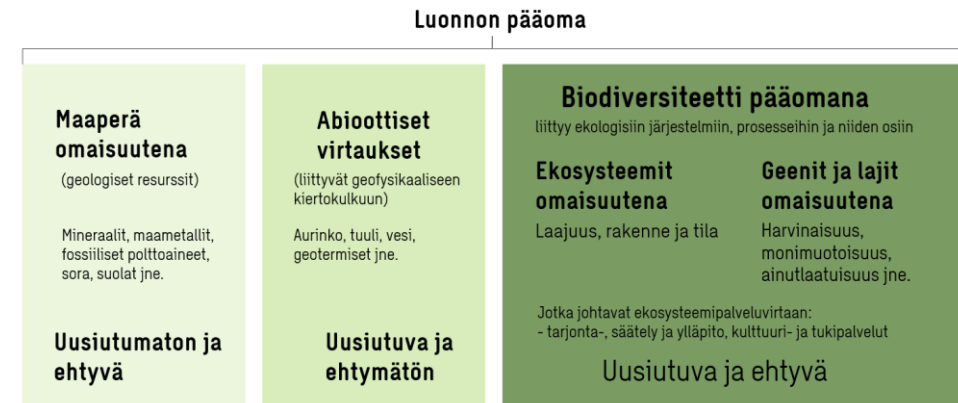 Luonnon pääoma
Maaperä
omaisuutena
(geologiset resurssit)
Mineraalit, maametallit,
fossiiliset polttoaineet,
sora, suolat jne.
Uusiutumaton ja
ehtyvä
Abioottiset
virtaukset
(liittyvät geofysikaaliseen
kiertokulkuun)
Aurinko, tuuli, vesi,
geotermiset jne.
Uusiutuva ja
ehtymätön
Biodiversiteetti pääomana
liittyy ekologisiin järjestelmiin, prosesseihin ja niiden osiin
Ekosysteemit
omaisuutena
Laajuus, rakenne ja tila
Geenit ja lajit
omaisuutena
Harvinaisuus,
monimuotoisuus,
ainutlaatuisuus jne.
Jotka johtavat ekosysteemipalveluvirtaan:
- tarjonta-, säätely ja ylläpito, kulttuuri- ja tukipalvelut
Uusiutuva ja ehtyvä